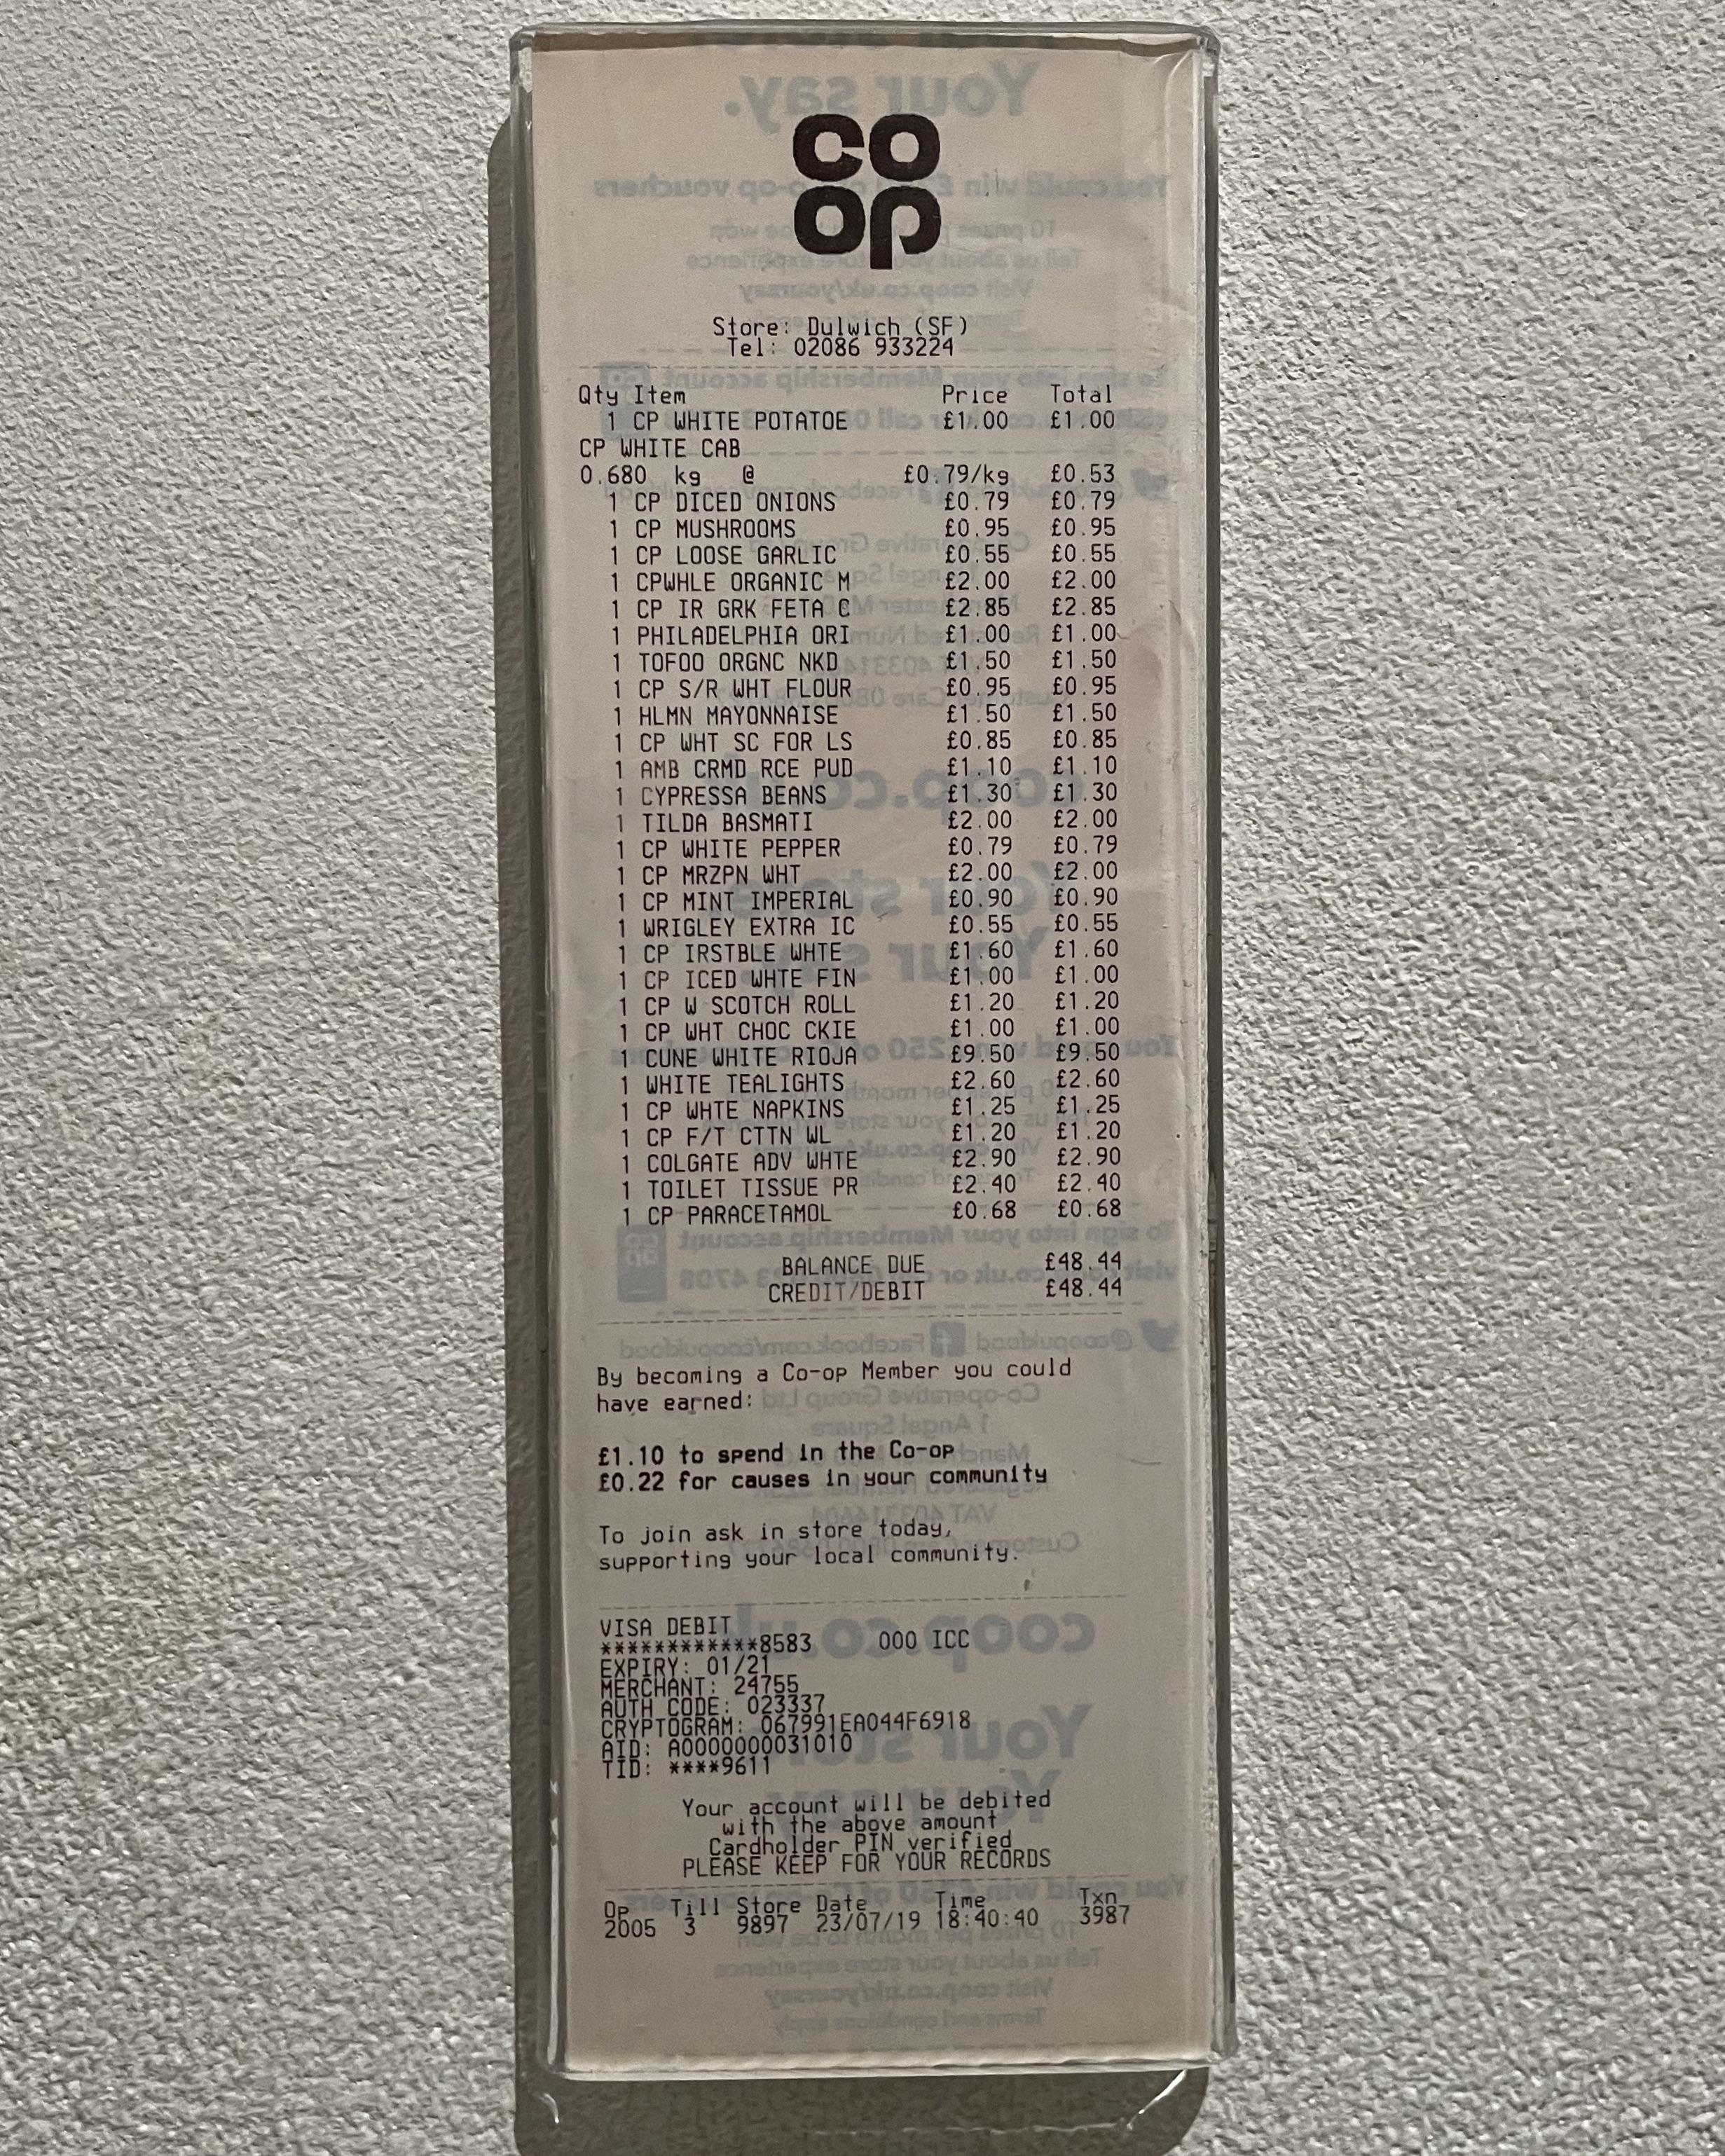 co
op
Store: Dulwich (SF)
Tel: 02086 933224
Qty Item Price Total
1 CP WHITE POTATOE £1.00 £1.00
CP WHITE CAB
0.680 kg @ £0.79/kg £0.53
1 CP DICED ONIONS £0.79 £0.79
1 CP MUSHROOMS £0.95 £0.95
1 CP LOOSE GARLIC £0.55 £0.55
1 CPWHLE ORGANIC M £2.00 £2.00
1 CP IR GRK FETA C £2.85 £2.85
1 PHILADELPHIA ORI £1.00 £1.00
1 TOFOO ORGNC NKD £1.50 £1.50
1 CP S/R WHT FLOUR £0.95 £0.95
1 HLMN MAYONNAISE £1.50 £1.50
1 CP WHT SC FOR LS £0.85 £0.85
1 AMB CRMD RCE PUD £1.10 £1.10
1 CYPRESSA BEANS £1.30 £1.30
1 TILDA BASMATI £2.00 £2.00
1 CP WHITE PEPPER £0.79 £0.79
1 CP MRZPN WHT £2.00 £2.00
1 CP MINT IMPERIAL £0.90 £0.90
1 WRIGLEY EXTRA IC £0.55 £0.55
1 CP IRSTBLE WHTE £1.60 £1.60
1 CP ICED WHTE FIN £1.00 £1.00
1 CP W SCOTCH ROLL £1.20 £1.20
1 CP WHT CHOC CKIE £1.00 £1.00
1 CUNE WHITE RIOJA £9.50 £9.50
1 WHITE TEALIGHTS £2.60 £2.60
1 CP WHTE NAPKINS £1.25 £1.25
1 CP F/T CTTN WL £1.20 £1.20
1 COLGATE ADV WHTE £2.90 £2.90
1 TOILET TISSUE PR £2.40 £2.40
1 CP PARACETAMOL £0.68 £0.68
BALANCE DUE £48.44
CREDIT/DEBIT £48.44
By becoming a Co-op Member you could
have earned:
£1.10 to spend in the Co-op
£0.22 for causes in your community
To join ask in store today,
supporting your local community.
VISA DEBIT
************8583 000 ICC
EXPIRY: 01/21
MERCHANT: 24755
AUTH CODE: 023337
CRYPTOGRAM: 067991EA044F6918
AID: A0000000031010
TID: ****9611
Your account will be debited
with the above amount
Cardholder PIN verified
PLEASE KEEP FOR YOUR RECORDS
Op Till Store Date Time Txn
2005 3 9897 23/07/19 18:40:40 3987